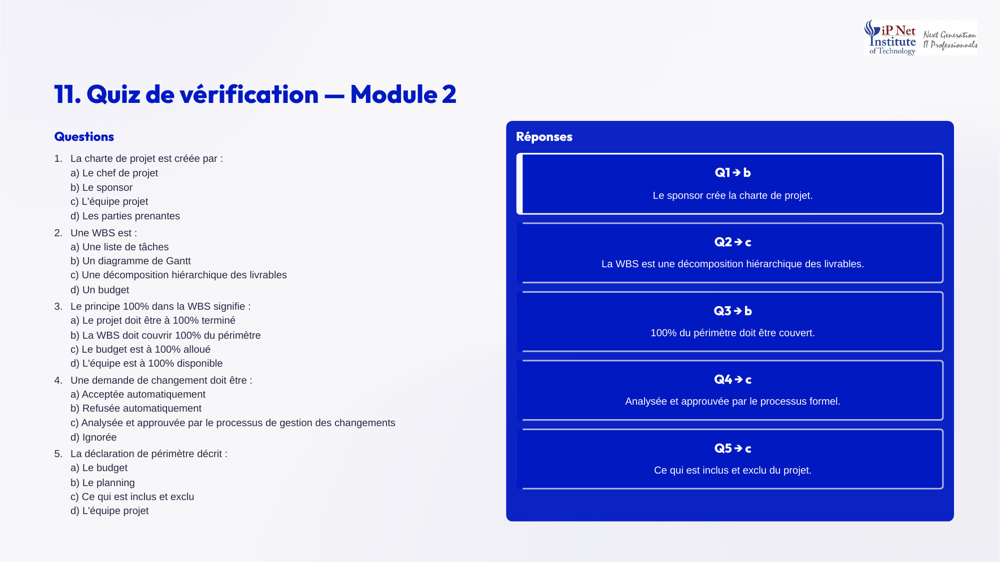 iP Net
Institute
of Technology
Next Generation
IT Professionnels
11. Quiz de vérification — Module 2
Questions
1. La charte de projet est créée par :
a) Le chef de projet
b) Le sponsor
c) L'équipe projet
d) Les parties prenantes
2. Une WBS est :
a) Une liste de tâches
b) Un diagramme de Gantt
c) Une décomposition hiérarchique des livrables
d) Un budget
3. Le principe 100% dans la WBS signifie :
a) Le projet doit être à 100% terminé
b) La WBS doit couvrir 100% du périmètre
c) Le budget est à 100% alloué
d) L'équipe est à 100% disponible
4. Une demande de changement doit être :
a) Acceptée automatiquement
b) Refusée automatiquement
c) Analysée et approuvée par le processus de gestion des changements
d) Ignorée
5. La déclaration de périmètre décrit :
a) Le budget
b) Le planning
c) Ce qui est inclus et exclu
d) L'équipe projet
Réponses
Q1 → b
Le sponsor crée la charte de projet.
Q2 → c
La WBS est une décomposition hiérarchique des livrables.
Q3 → b
100% du périmètre doit être couvert.
Q4 → c
Analysée et approuvée par le processus formel.
Q5 → c
Ce qui est inclus et exclu du projet.